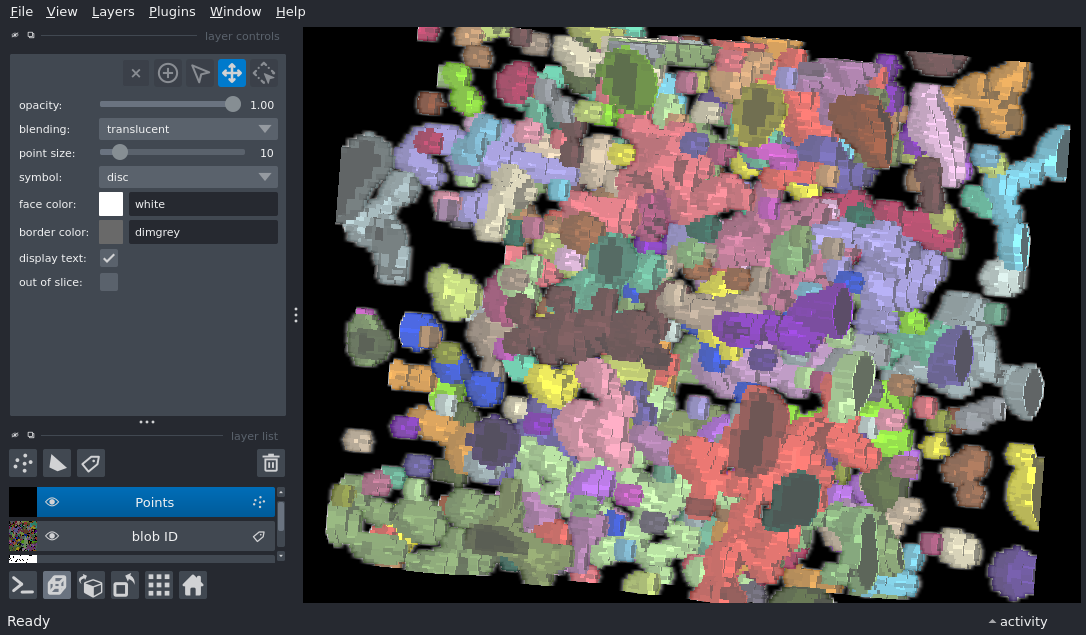 File View Layers Plugins Window Help
layer controls
opacity: 1.00
blending: translucent
point size: 10
symbol: disc
face color: white
border color: dimgrey
display text:
out of slice:
layer list
Points
blob ID
Ready
activity